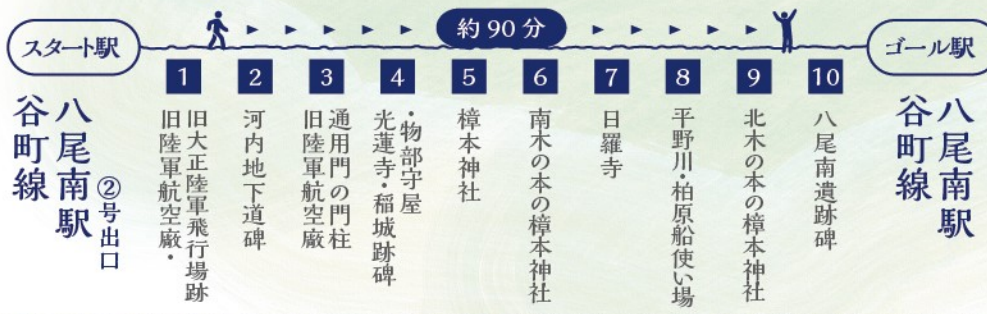 約90分
スタート駅
谷町線
八尾南駅
②号出口
1
旧陸軍航空廠・
旧大正陸軍飛行場跡
2
河内地下道碑
3
旧陸軍航空廠
通用門の門柱
4
光蓮寺・稲城跡碑
・物部守屋
5
樟本神社
6
南木の本の樟本神社
7
日羅寺
8
平野川・柏原船使い場
9
北木の本の樟本神社
10
八尾南遺跡碑
ゴール駅
谷町線
八尾南駅